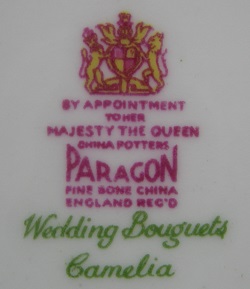 BY APPOINTMENT
TO HER
MAJESTY THE QUEEN
CHINA POTTERS
PARAGON
FINE BONE CHINA
ENGLAND REG'D
Wedding Bouquets
Camelia